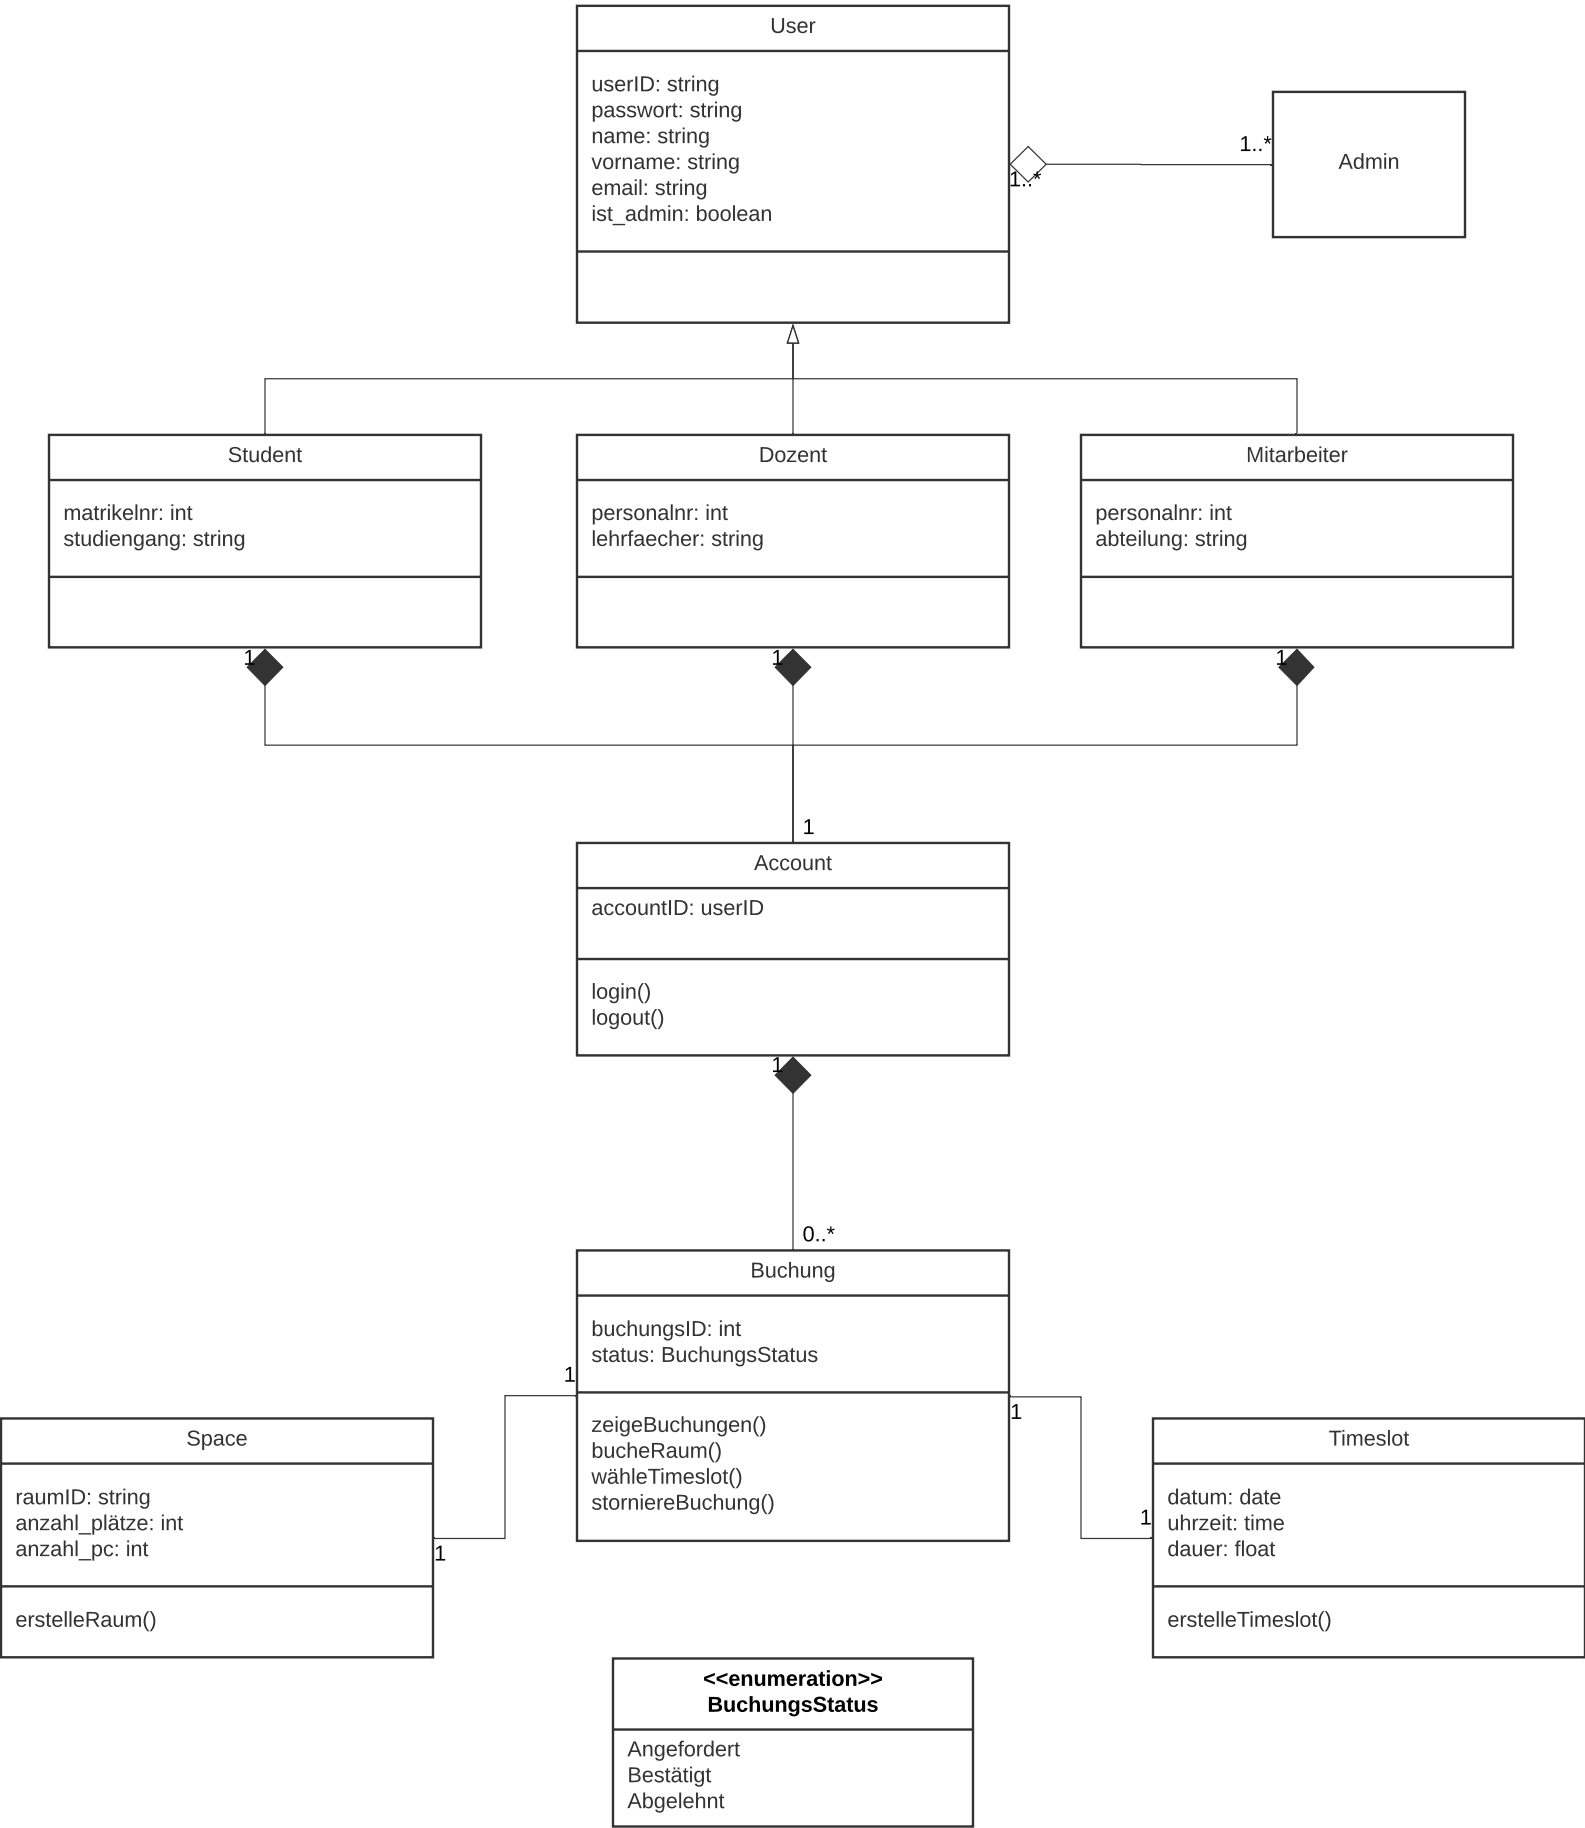 User
userID: string
passwort: string
name: string
vorname: string
email: string
ist_admin: boolean
1..*
1..*
Admin
Student
matrikelnr: int
studiengang: string
1
Dozent
personalnr: int
lehrfaecher: string
1
Mitarbeiter
personalnr: int
abteilung: string
1
1
Account
accountID: userID
login()
logout()
1
0..*
Buchung
buchungsID: int
status: BuchungsStatus
zeigeBuchungen()
bucheRaum()
wähleTimeslot()
storniereBuchung()
1
1
Space
raumID: string
anzahl_plätze: int
anzahl_pc: int
erstelleRaum()
1
1
Timeslot
datum: date
uhrzeit: time
dauer: float
erstelleTimeslot()
<<enumeration>>
BuchungsStatus
Angefordert
Bestätigt
Abgelehnt